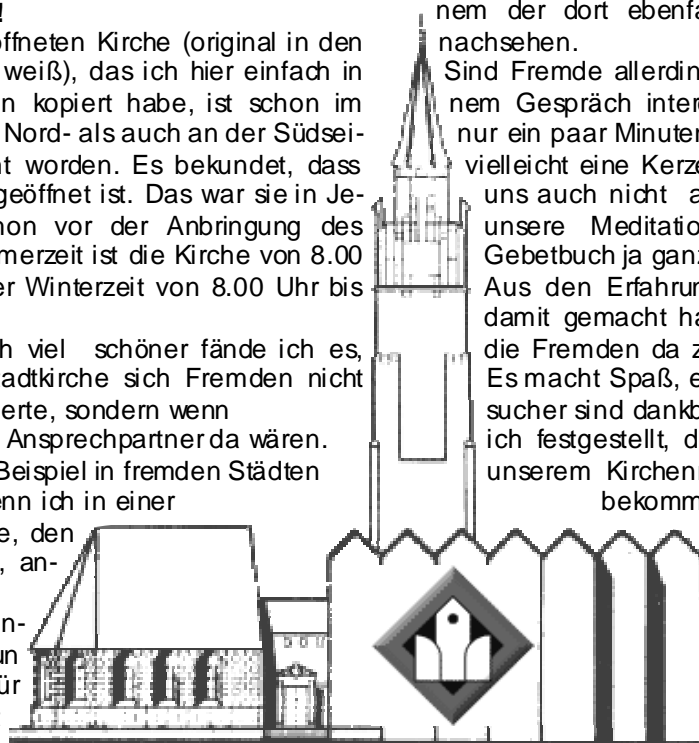 !
öffneten Kirche (original in den
weiß), das ich hier einfach in
n kopiert habe, ist schon im
Nord- als auch an der Südsei-
nt worden. Es bekundet, dass
geöffnet ist. Das war sie in Je-
hon vor der Anbringung des
merzeit ist die Kirche von 8.00
er Winterzeit von 8.00 Uhr bis
h viel schöner fände ich es,
tadtkirche sich Fremden nicht
erte, sondern wenn
Ansprechpartner da wären.
Beispiel in fremden Städten
enn ich in einer
e, den
, an-
n-
un
ür
nem der dort ebenfa
nachsehen.
Sind Fremde allerdin
nem Gespräch inter
nur ein paar Minuten
vielleicht eine Kerze
uns auch nicht a
unsere Meditatio
Gebetbuch ja ganz
Aus den Erfahrun
damit gemacht ha
die Fremden da z
Es macht Spaß, e
sucher sind dankb
ich festgestellt, d
unserem Kirchen
bekomm